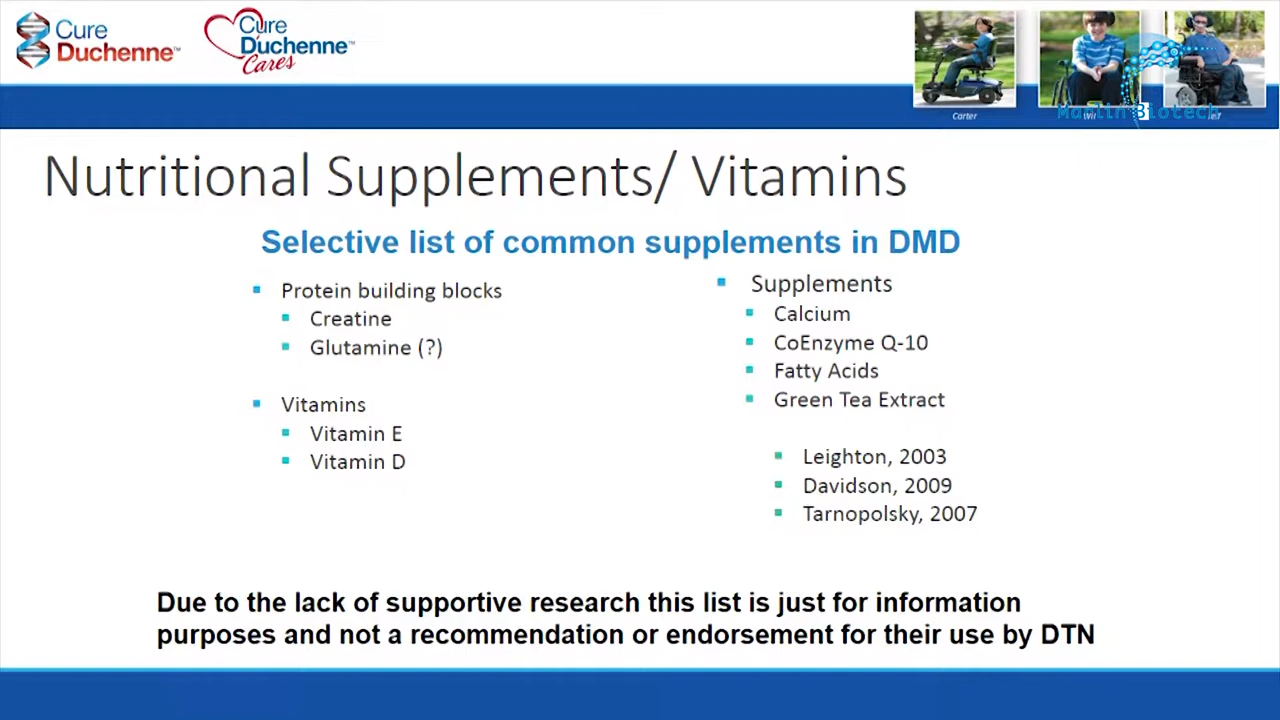 Cure
Duchenne™
Cure
Duchenne™
Cares
Carter
Nutritional Supplements/ Vitamins
Selective list of common supplements in DMD
Protein building blocks
Creatine
Glutamine (?)
Vitamins
Vitamin E
Vitamin D
Supplements
Calcium
CoEnzyme Q-10
Fatty Acids
Green Tea Extract
Leighton, 2003
Davidson, 2009
Tarnopolsky, 2007
Due to the lack of supportive research this list is just for information
purposes and not a recommendation or endorsement for their use by DTN